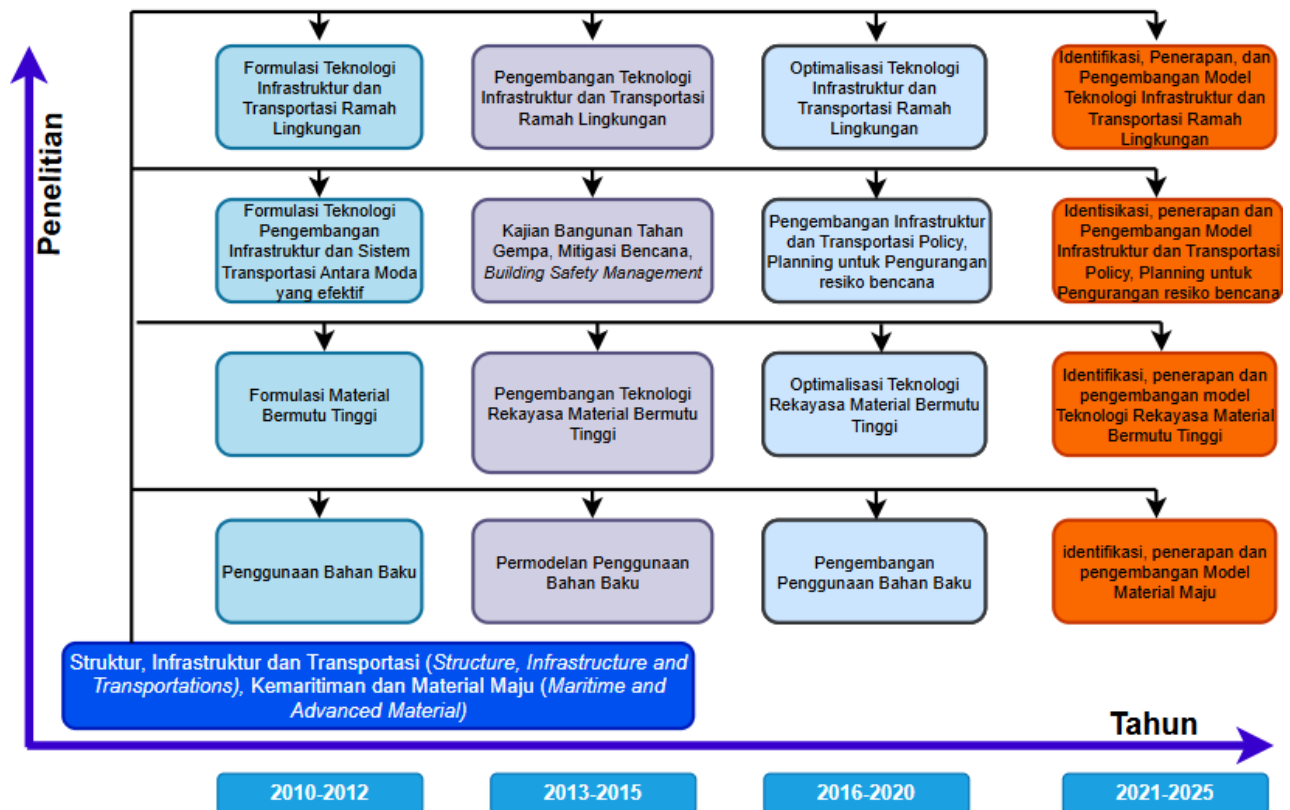 Penelitian
Formulasi Teknologi
Infrastruktur dan
Transportasi Ramah
Lingkungan
Pengembangan Teknologi
Infrastruktur dan Transportasi
Ramah Lingkungan
Optimalisasi Teknologi
Infrastruktur dan
Transportasi Ramah
Lingkungan
Identifikasi, Penerapan, dan
Pengembangan Model
Teknologi Infrastruktur dan
Transportasi Ramah
Lingkungan
Formulasi Teknologi
Pengembangan
Infrastruktur dan Sistem
Transportasi Antara Moda
yang efektif
Kajian Bangunan Tahan
Gempa, Mitigasi Bencana,
Building Safety Management
Pengembangan Infrastruktur
dan Transportasi Policy,
Planning untuk Pengurangan
resiko bencana
Identisikasi, penerapan dan
Pengembangan Model
Infrastruktur dan Transportasi
Policy, Planning untuk
Pengurangan resiko bencana
Formulasi Material
Bermutu Tinggi
Pengembangan Teknologi
Rekayasa Material Bermutu
Tinggi
Optimalisasi Teknologi
Rekayasa Material Bermutu
Tinggi
Identifikasi, penerapan dan
pengembangan model
Teknologi Rekayasa Material
Bermutu Tinggi
Penggunaan Bahan Baku
Permodelan Penggunaan
Bahan Baku
Pengembangan
Penggunaan Bahan Baku
identifikasi, penerapan dan
pengembangan Model
Material Maju
Struktur, Infrastruktur dan Transportasi (Structure, Infrastructure and
Transportations), Kemaritiman dan Material Maju (Maritime and
Advanced Material)
Tahun
2010-2012
2013-2015
2016-2020
2021-2025